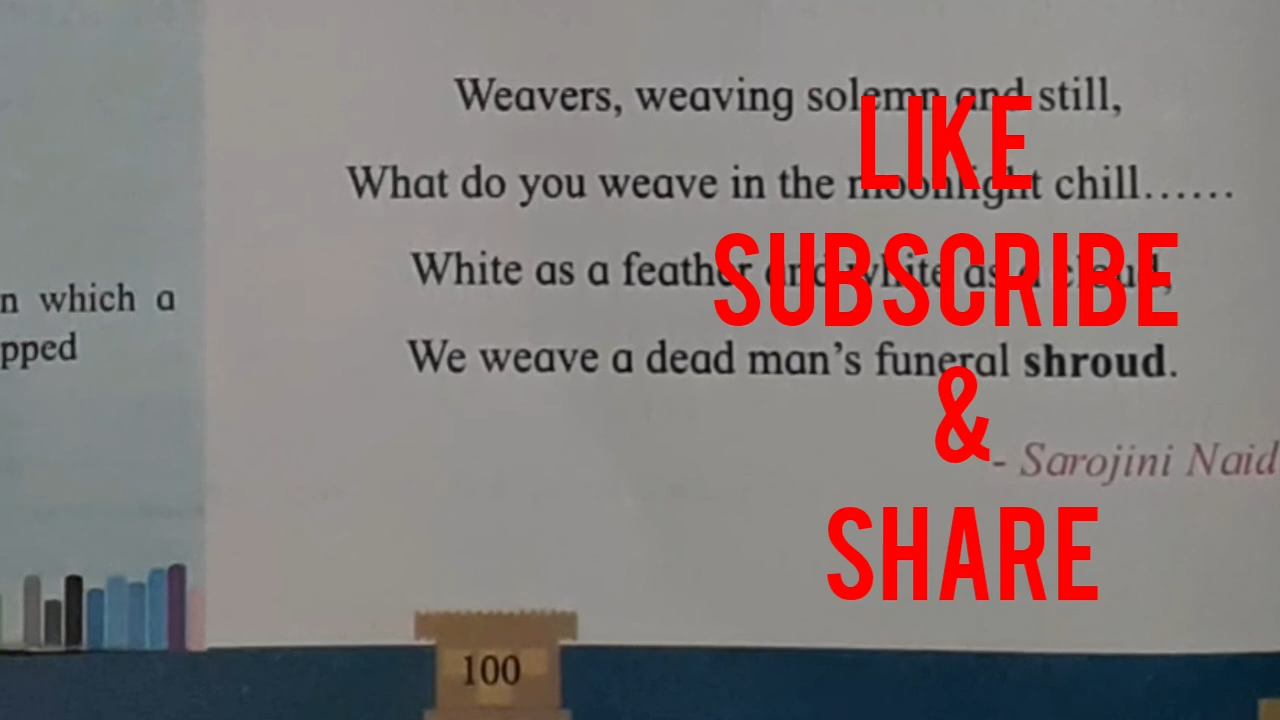 Weavers, weaving solemn and still,
What do you weave in the moonlight chill......
White as a feather and white as a cloud,
We weave a dead man's funeral shroud.
- Sarojini Naid
n which a
pped
100
LIKE
SUBSCRIBE
&
SHARE